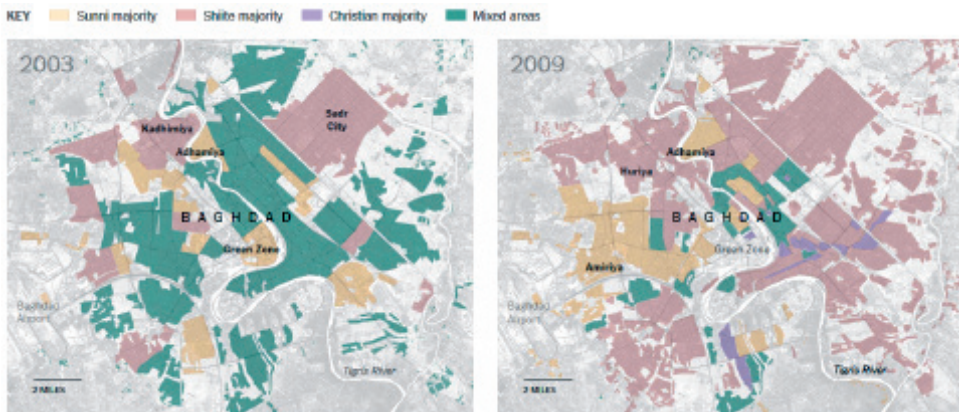 KEY Sunni majority Shiite majority Christian majority Mixed areas
2003
Sadr
City
Kadhimiya
Adhamiya
BAGHDAD
Green Zone
Baghdad
Airport
Tigris River
2 MILES
2009
Adhamiya
Huriya
BAGHDAD
Green Zone
Amiriya
Baghdad
Airport
Tigris River
2 MILES